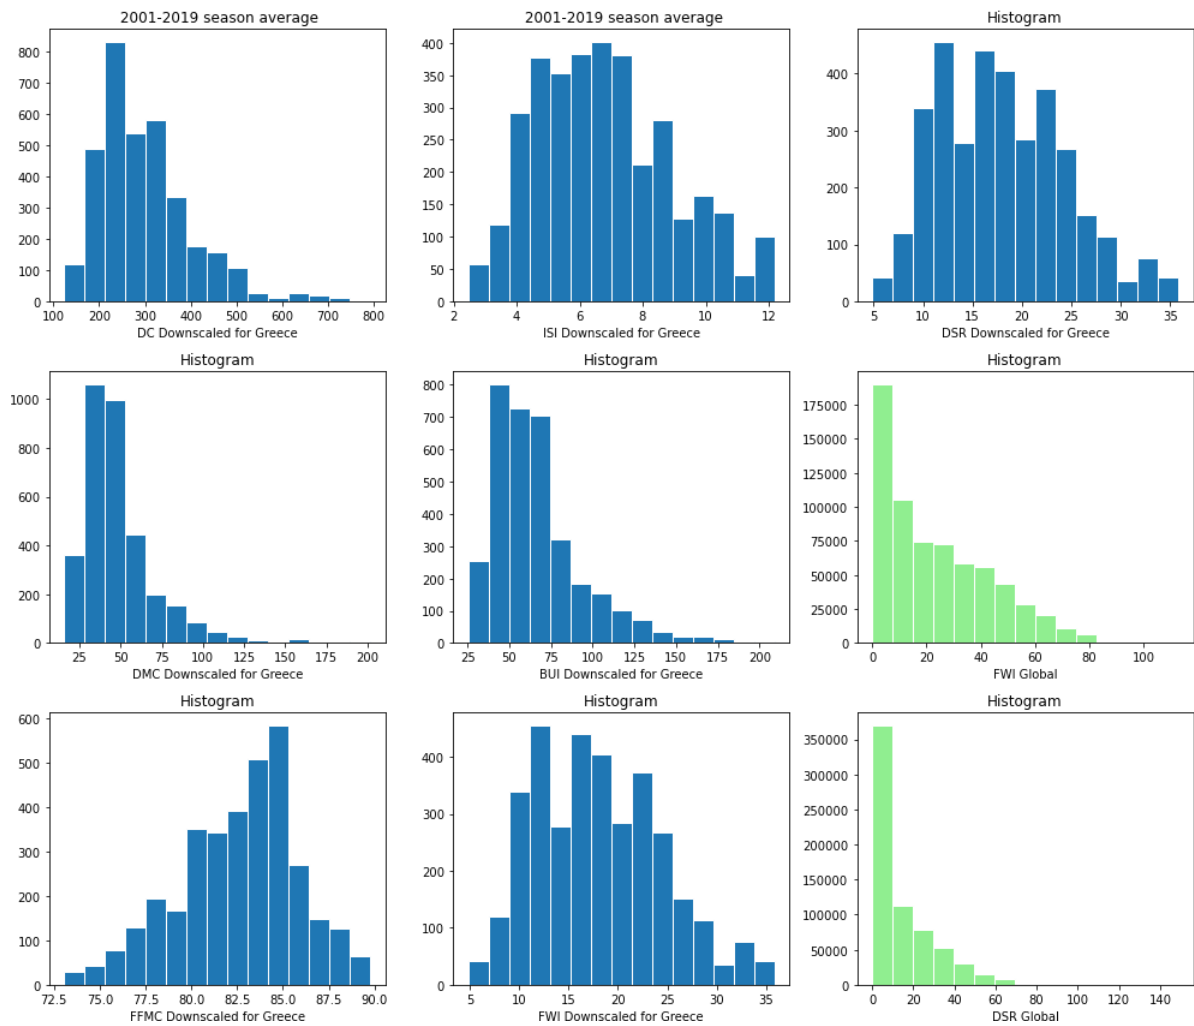 2001-2019 season average
800
700
600
500
400
300
200
100
0
100 200 300 400 500 600 700 800
DC Downscaled for Greece
2001-2019 season average
400
350
300
250
200
150
100
50
0
2 4 6 8 10 12
ISI Downscaled for Greece
Histogram
400
300
200
100
0
5 10 15 20 25 30 35
DSR Downscaled for Greece
Histogram
1000
800
600
400
200
0
25 50 75 100 125 150 175 200
DMC Downscaled for Greece
Histogram
800
700
600
500
400
300
200
100
0
25 50 75 100 125 150 175 200
BUI Downscaled for Greece
Histogram
175000
150000
125000
100000
75000
50000
25000
0
0 20 40 60 80 100
FWI Global
Histogram
600
500
400
300
200
100
0
72.5 75.0 77.5 80.0 82.5 85.0 87.5 90.0
FFMC Downscaled for Greece
Histogram
400
300
200
100
0
5 10 15 20 25 30 35
FWI Downscaled for Greece
Histogram
350000
300000
250000
200000
150000
100000
50000
0
0 20 40 60 80 100 120 140
DSR Global